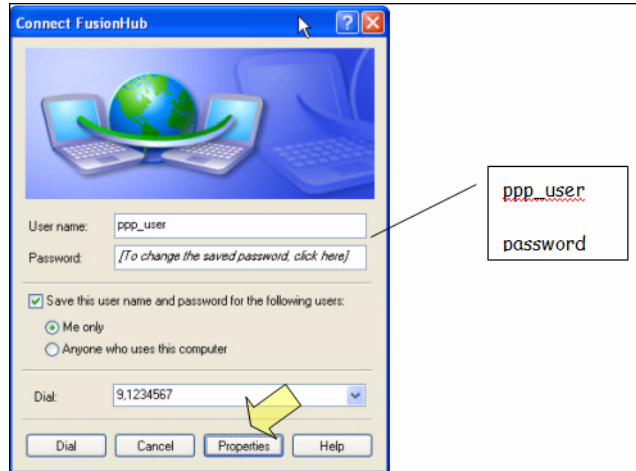 Connect FusionHub
User name: ppp_user
Password: [To change the saved password, click here]
Save this user name and password for the following users:
Me only
Anyone who uses this computer
Dial: 9,1234567
Dial Cancel Properties Help
ppp_user
password